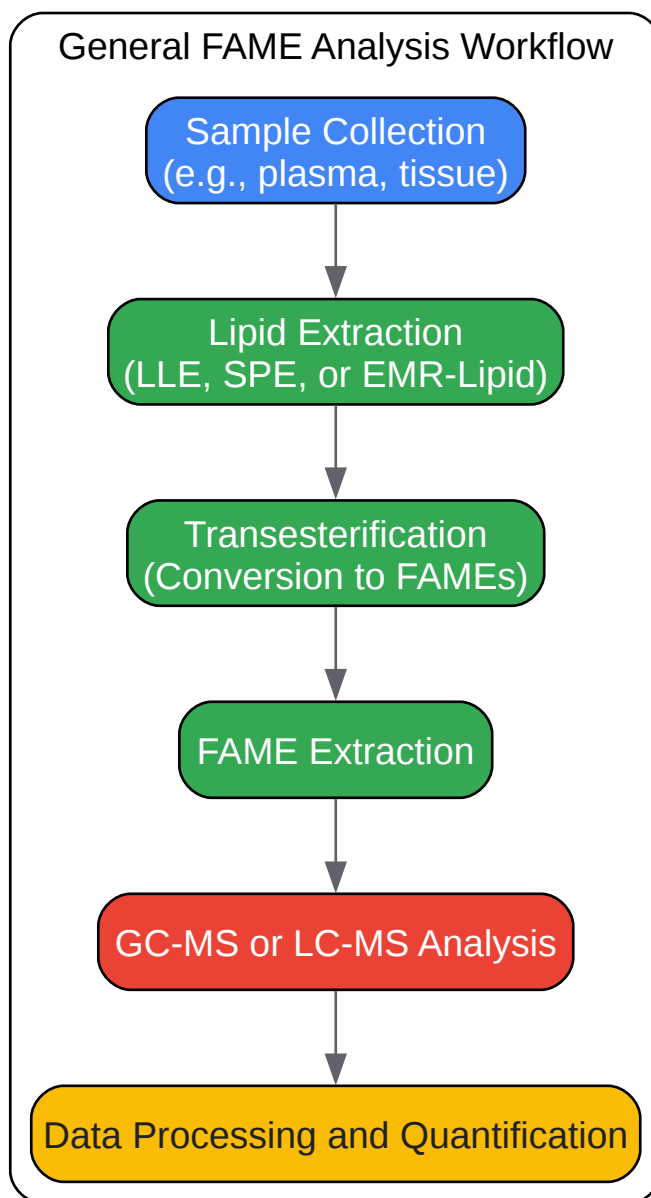 General FAME Analysis Workflow
Sample Collection
(e.g., plasma, tissue)
Lipid Extraction
(LLE, SPE, or EMR-Lipid)
Transesterification
(Conversion to FAMEs)
FAME Extraction
GC-MS or LC-MS Analysis
Data Processing and Quantification